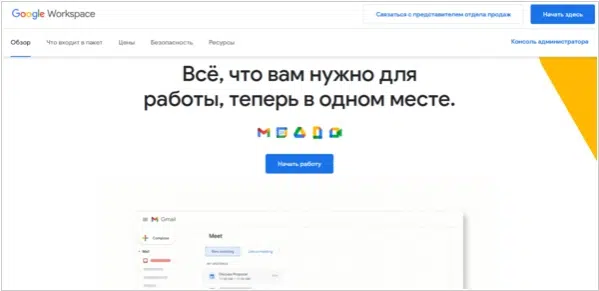 Google Workspace
Связаться с представителем отдела продаж
Начать здесь
Обзор Что входит в пакет Цены Безопасность Ресурсы
Консоль администратора
Всё, что вам нужно для
работы, теперь в одном месте.
Начать работу
Gmail
Compose
Meet